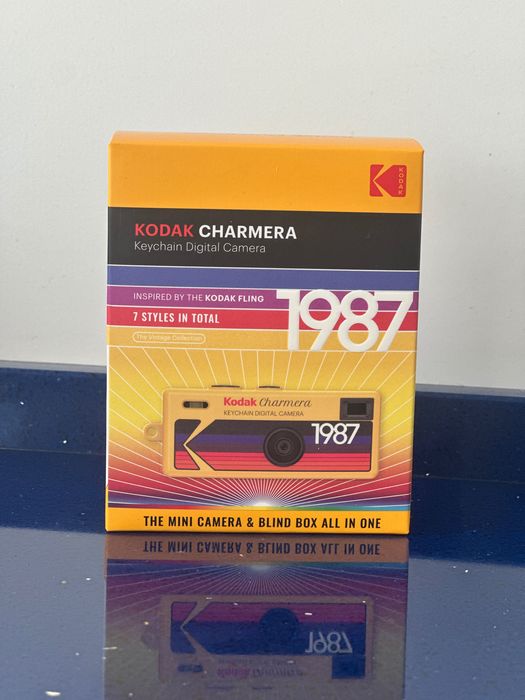 KODAK
KODAK CHARMERA
Keychain Digital Camera
INSPIRED BY THE KODAK FLING
1987
7 STYLES IN TOTAL
The Vintage Collection
Kodak Charmera
KEYCHAIN DIGITAL CAMERA
1987
THE MINI CAMERA & BLIND BOX ALL IN ONE